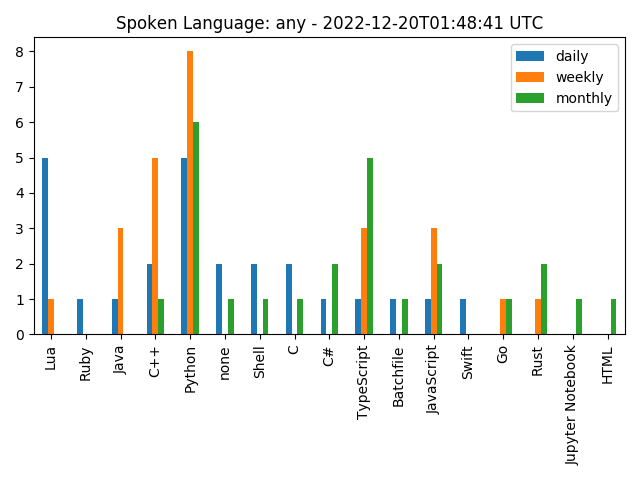 Spoken Language: any - 2022-12-20T01:48:41 UTC
daily
weekly
monthly
8
7
6
5
4
3
2
1
0
Lua
Ruby
Java
C++
Python
none
Shell
C
C#
TypeScript
Batchfile
JavaScript
Swift
Go
Rust
Jupyter Notebook
HTML